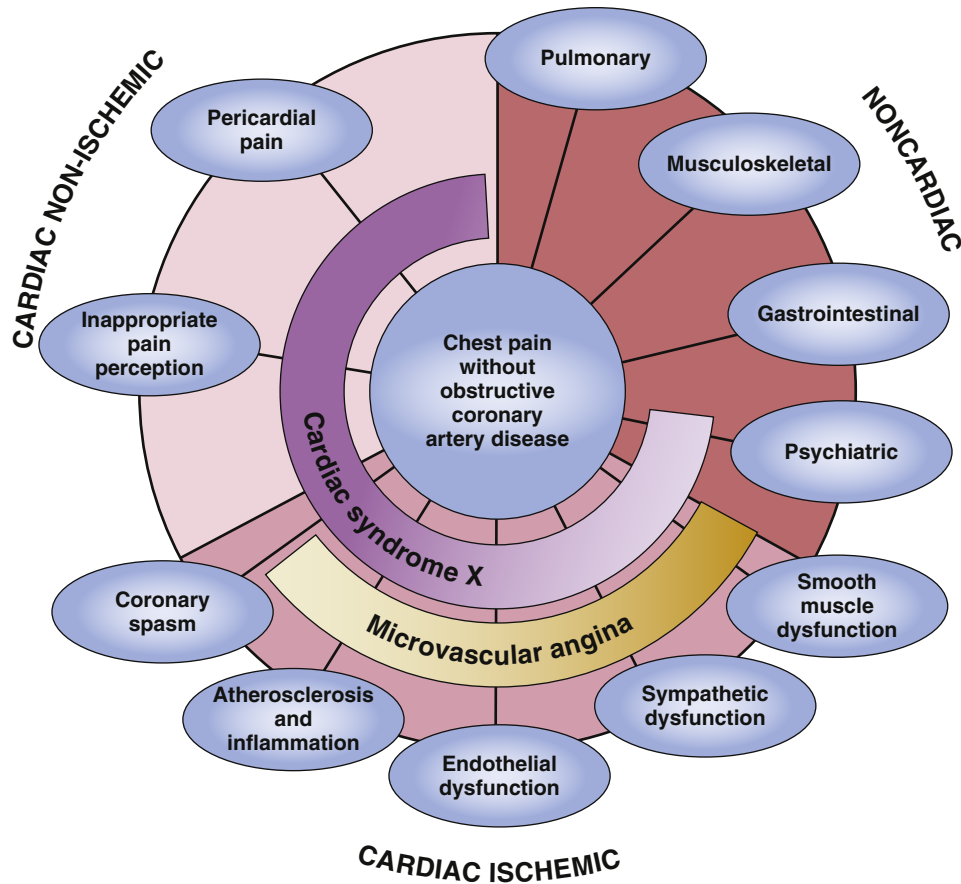 CARDIAC NON-ISCHEMIC
NONCARDIAC
Pulmonary
Pericardial
pain
Musculoskeletal
Inappropriate
pain
perception
Gastrointestinal
Chest pain
without
obstructive
coronary
artery disease
Psychiatric
Cardiac syndrome X
Microvascular angina
Coronary
spasm
Smooth
muscle
dysfunction
Atherosclerosis
and
inflammation
Sympathetic
dysfunction
Endothelial
dysfunction
CARDIAC ISCHEMIC